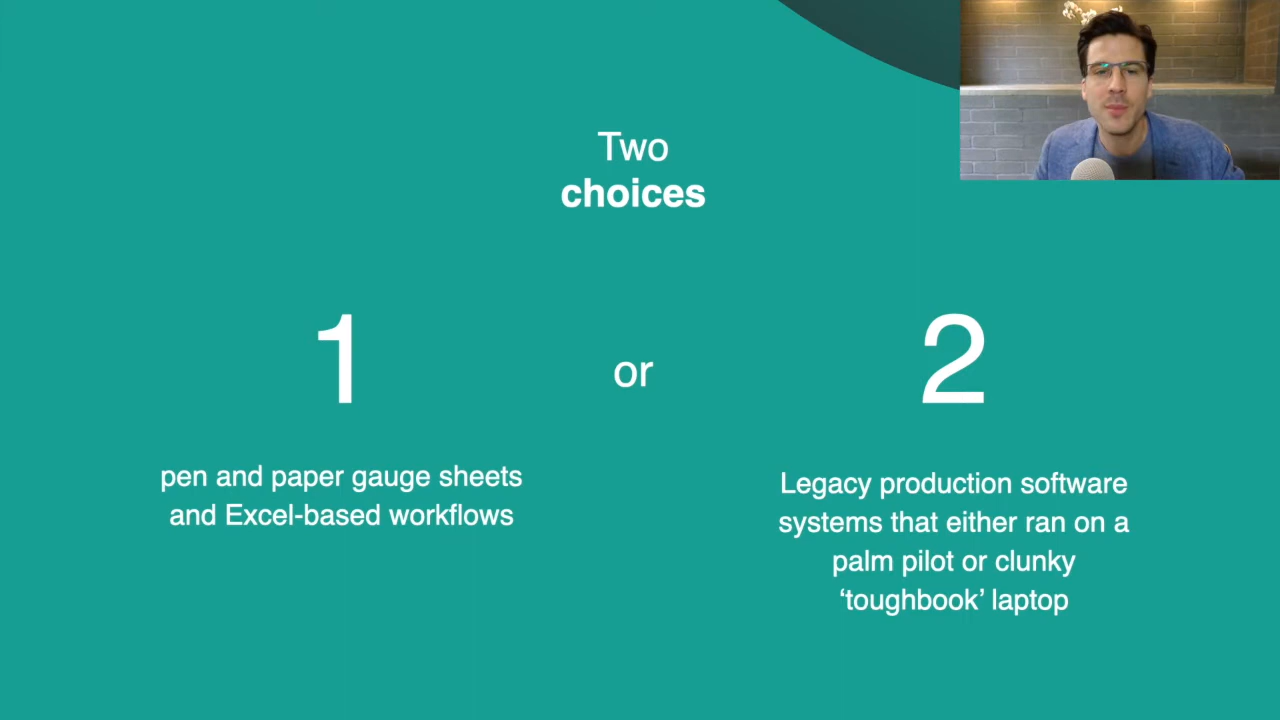 Two
choices
1
or
2
pen and paper gauge sheets
and Excel-based workflows
Legacy production software
systems that either ran on a
palm pilot or clunky
‘toughbook’ laptop